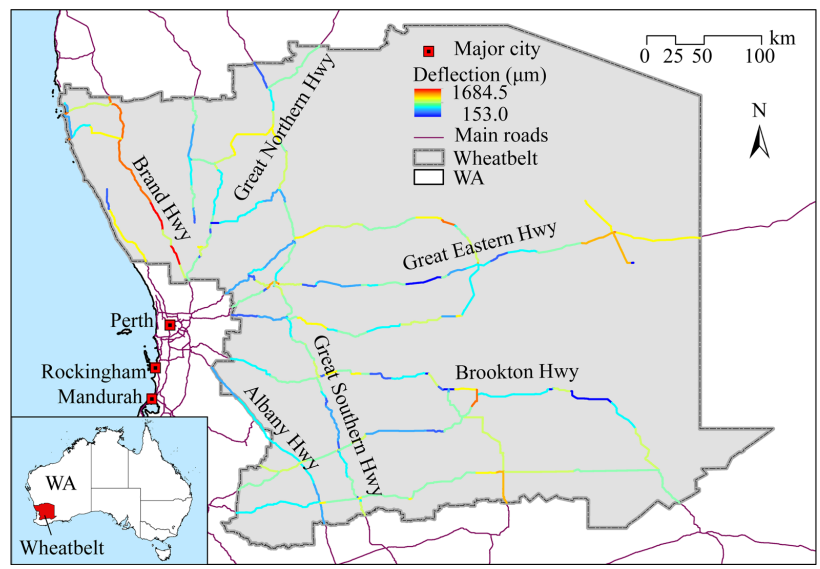 Major city
km
0 25 50 100
Deflection (µm)
1684.5
153.0
N
Main roads
Wheatbelt
WA
Great Northern Hwy
Brand Hwy
Great Eastern Hwy
Perth
Rockingham
Mandurah
Great Southern Hwy
Brookton Hwy
Albany Hwy
WA
Wheatbelt